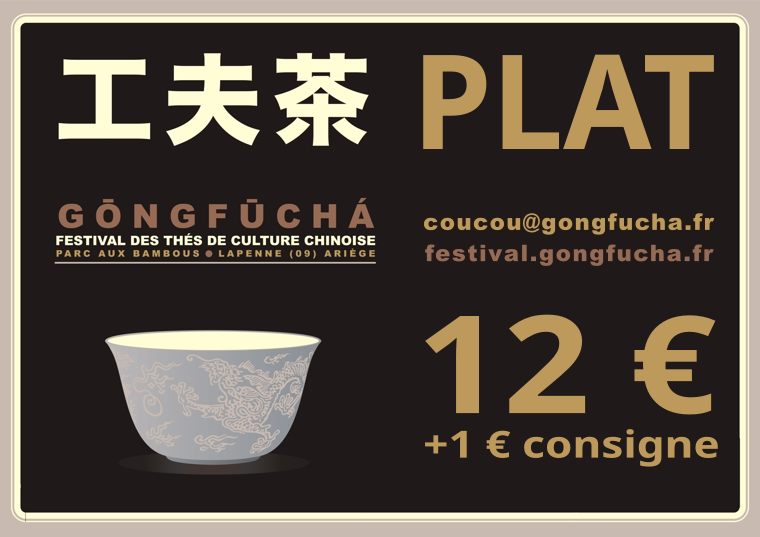 工夫茶
GŌNGFŪCHÁ
FESTIVAL DES THÉS DE CULTURE CHINOISE
PARC AUX BAMBOUS ● LAPENNE (09) ARIÈGE
PLAT
coucou@gongfucha.fr
festival.gongfucha.fr
12 €
+1 € consigne